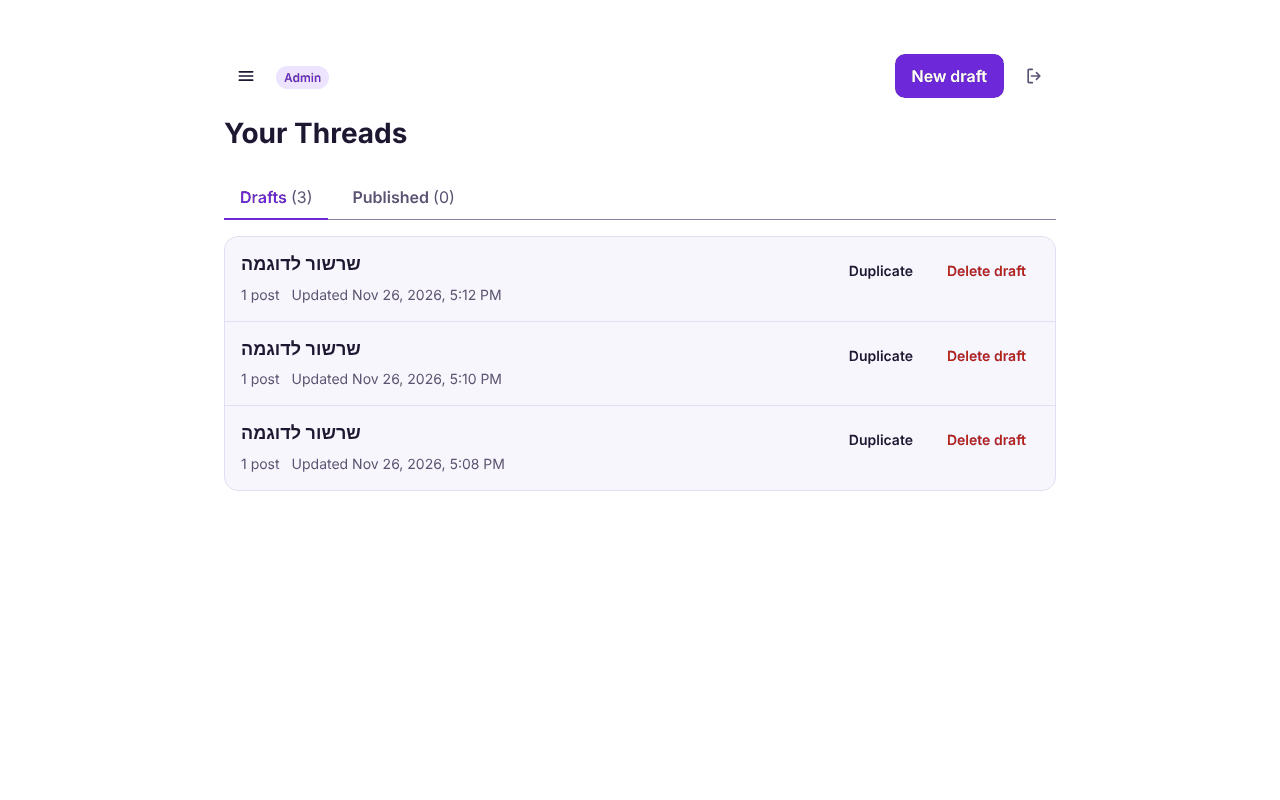 Admin
New draft
Your Threads
Drafts (3)
Published (0)
שרשור לדוגמה
1 post Updated Nov 26, 2026, 5:12 PM
Duplicate
Delete draft
שרשור לדוגמה
1 post Updated Nov 26, 2026, 5:10 PM
Duplicate
Delete draft
שרשור לדוגמה
1 post Updated Nov 26, 2026, 5:08 PM
Duplicate
Delete draft